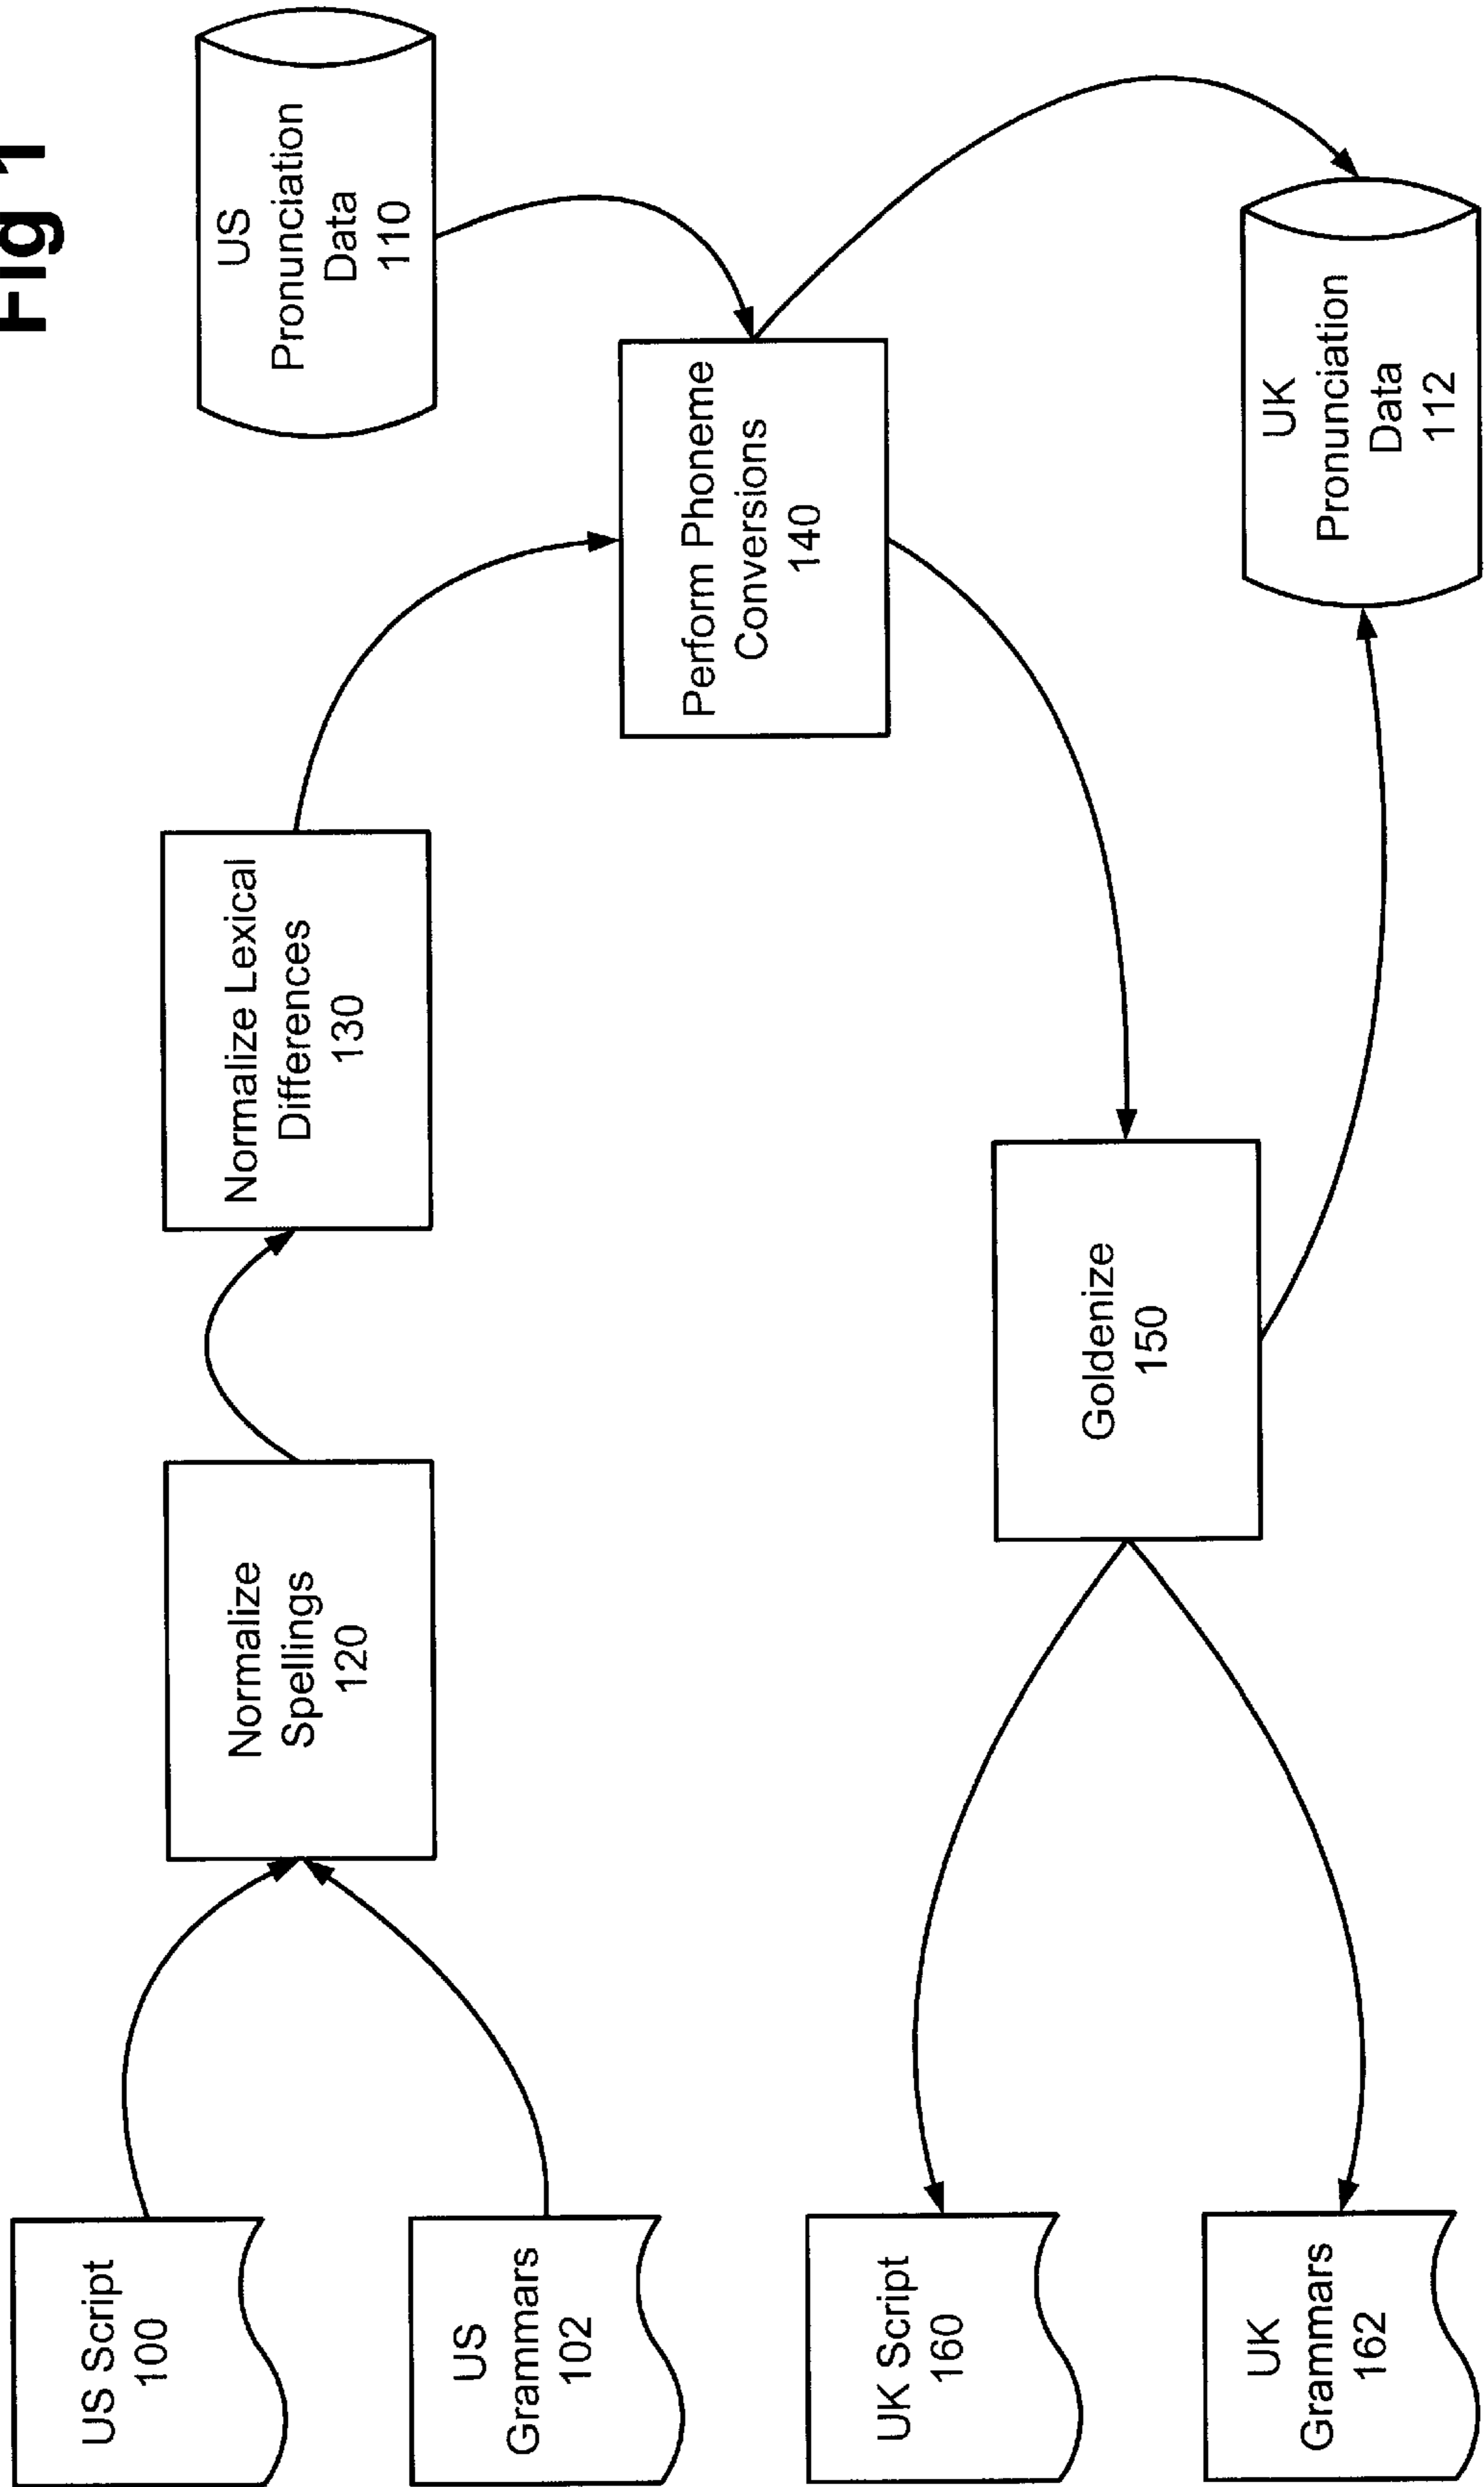 Fig 1
US Script
100
US
Grammars
102
Normalize
Spellings
120
Normalize Lexical
Differences
130
US
Pronunciation
Data
110
Perform Phoneme
Conversions
140
UK
Pronunciation
Data
112
Goldenize
150
UK Script
160
UK
Grammars
162